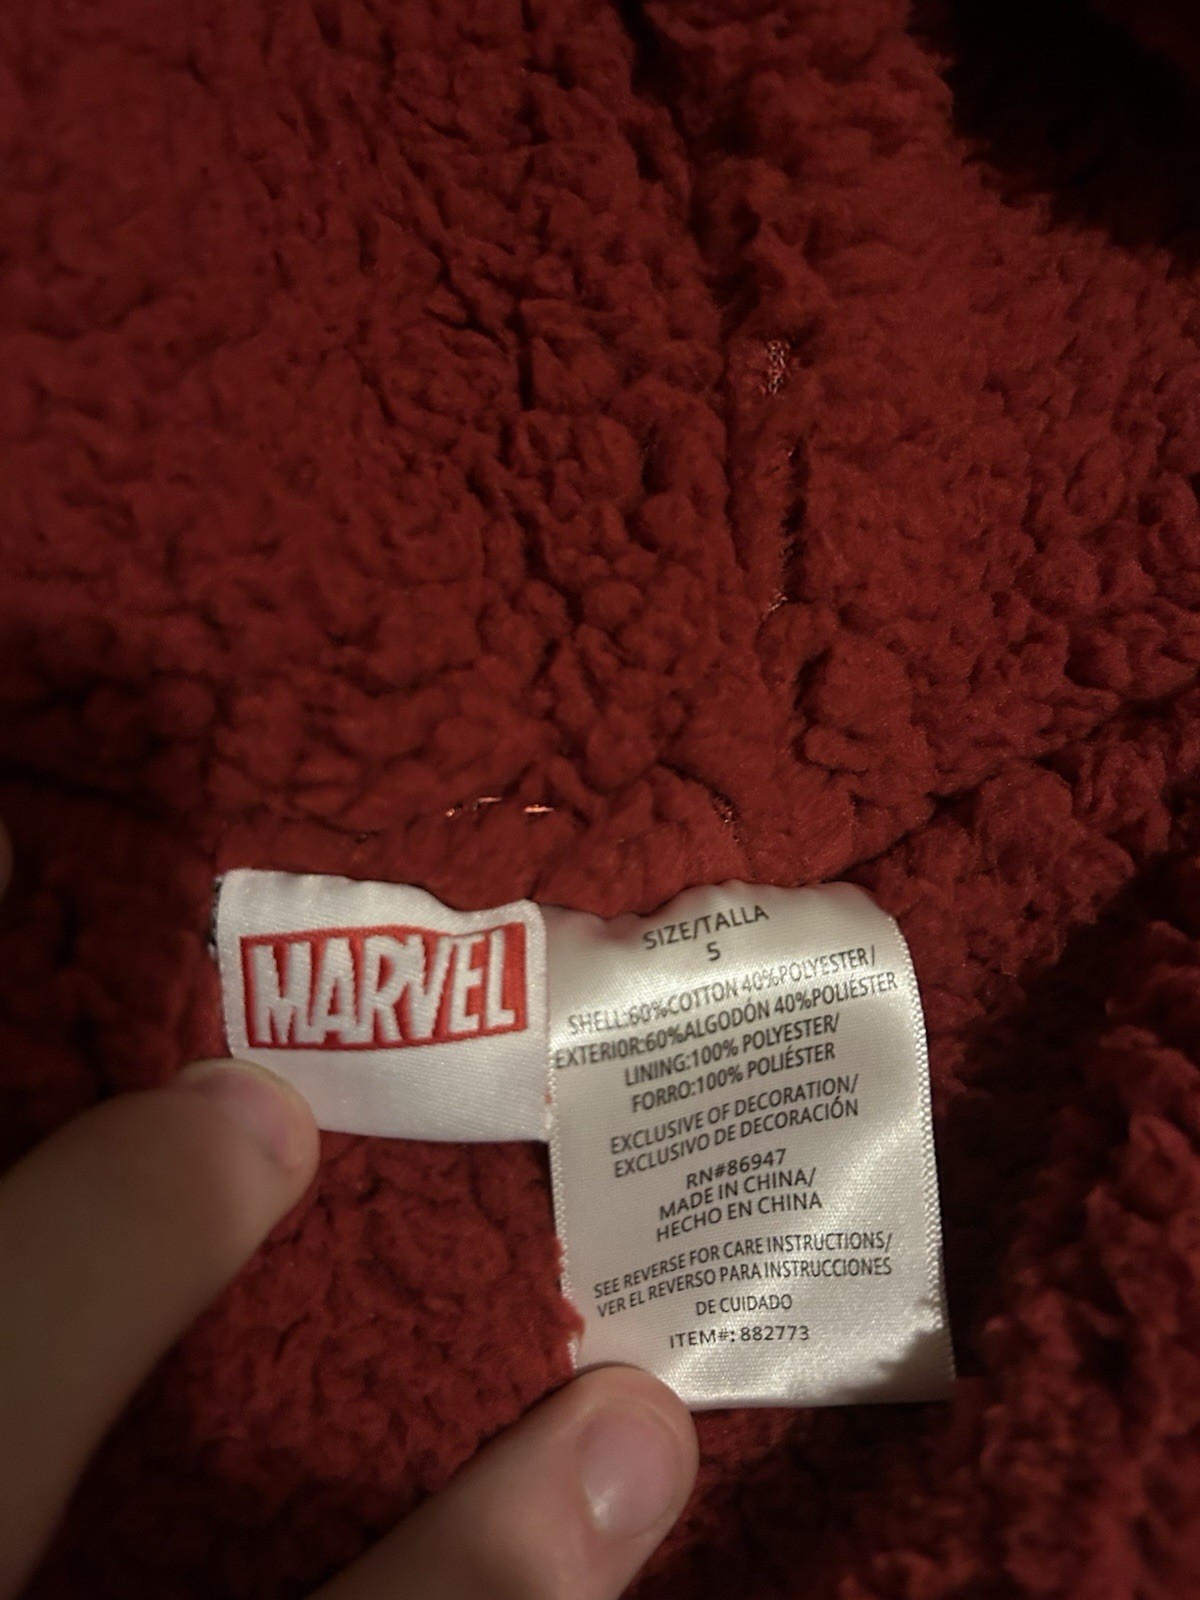 MARVEL
SIZE/TALLA
S
SHELL:60%COTTON 40%POLYESTER/
EXTERIOR:60%ALGODÓN 40%POLIÉSTER
LINING:100% POLYESTER/
FORRO:100% POLIÉSTER
EXCLUSIVE OF DECORATION/
EXCLUSIVO DE DECORACIÓN
RN#86947
MADE IN CHINA/
HECHO EN CHINA
SEE REVERSE FOR CARE INSTRUCTIONS/
VER EL REVERSO PARA INSTRUCCIONES
DE CUIDADO
ITEM#: 882773